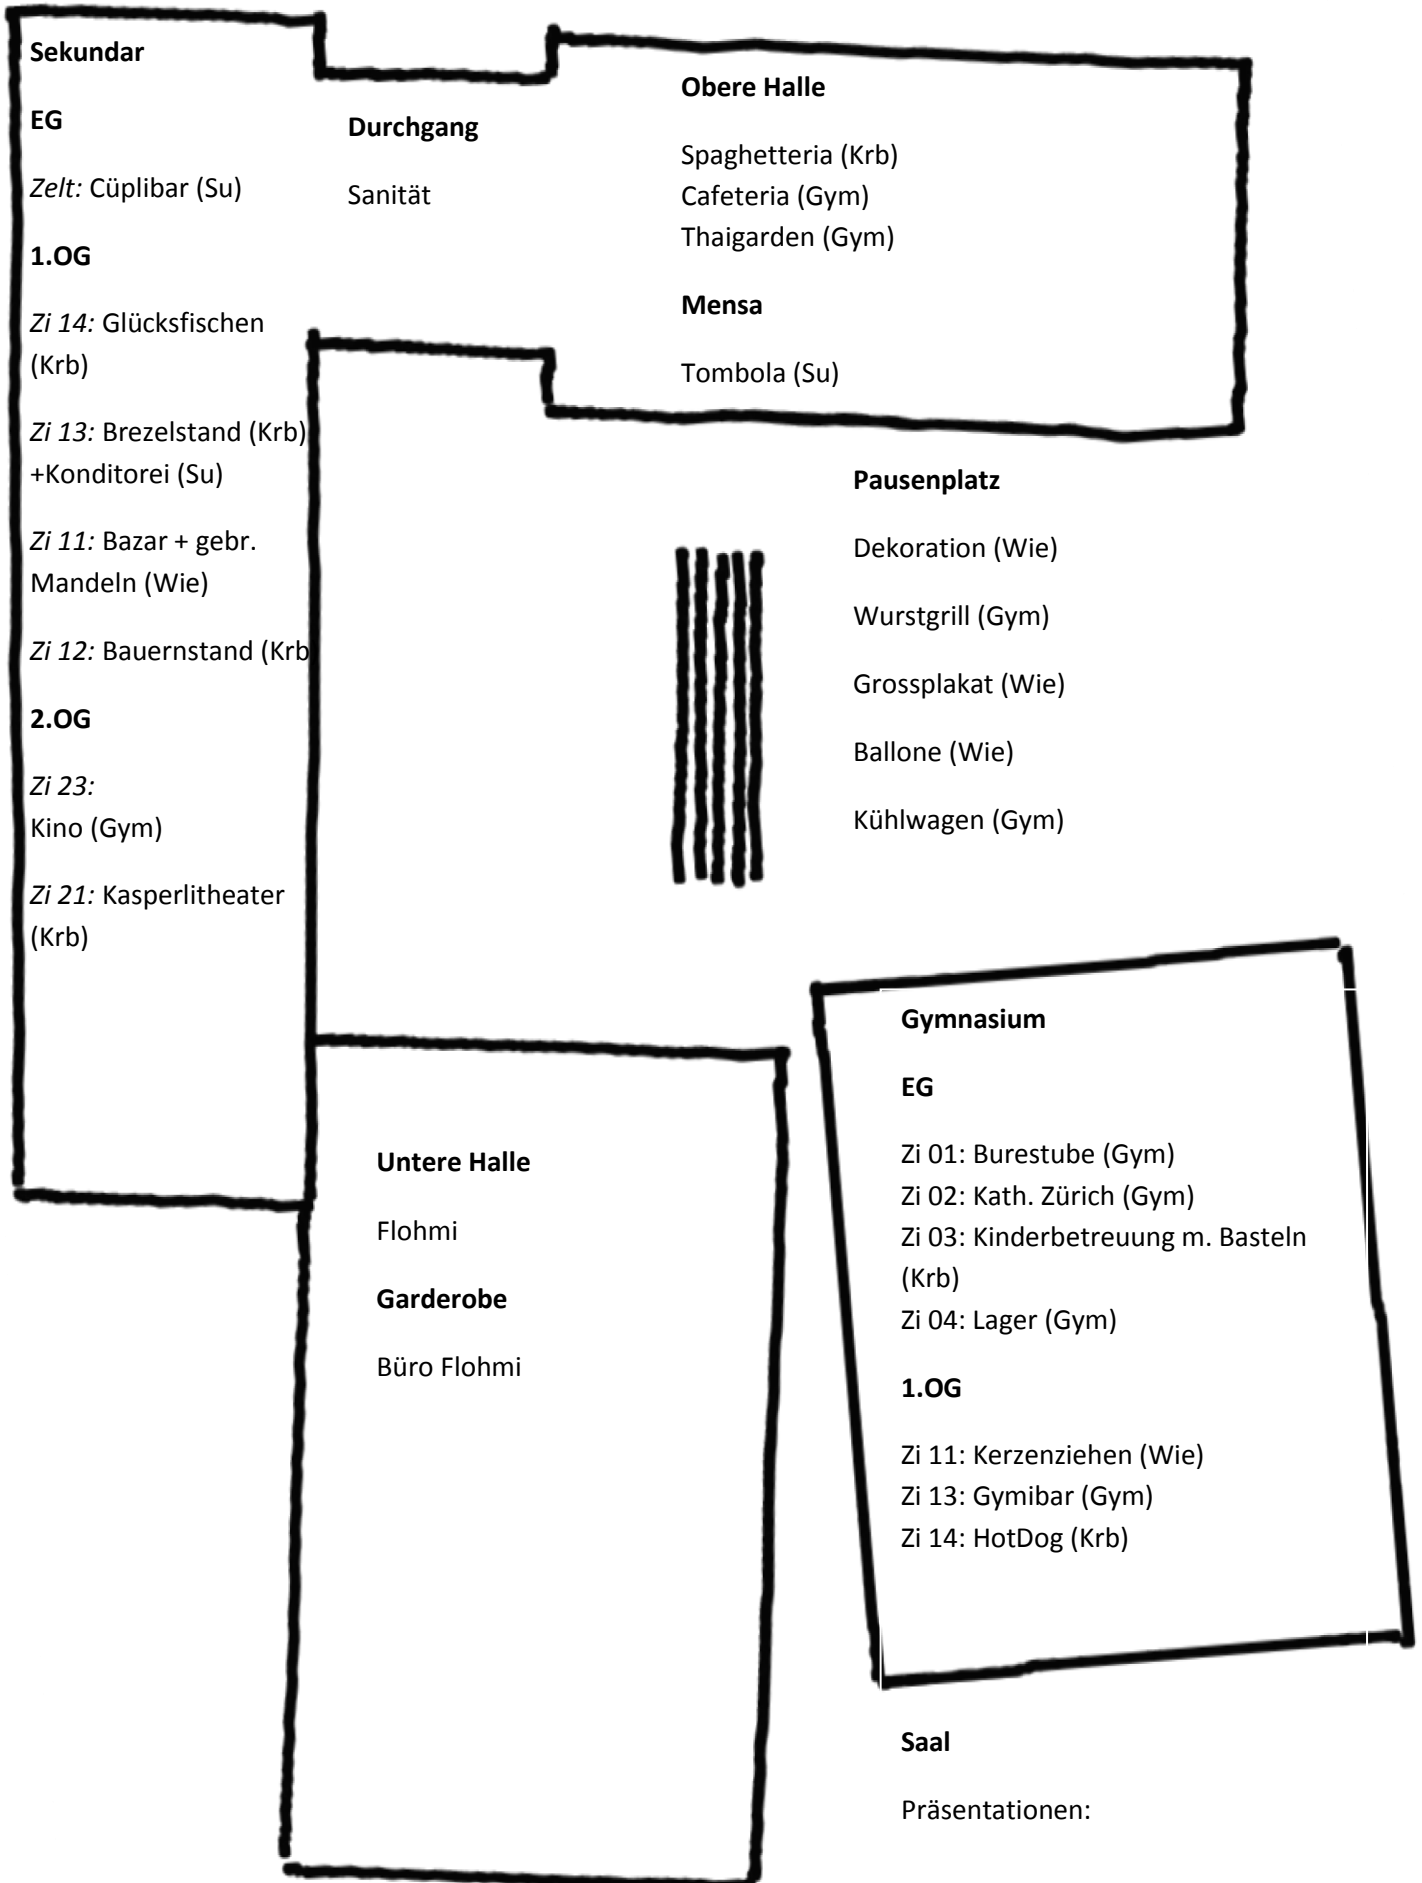 Sekundar
EG
Zelt: Cüplibar (Su)
1.OG
Zi 14: Glücksfischen
(Krb)
Zi 13: Brezelstand (Krb)
+Konditorei (Su)
Zi 11: Bazar + gebr.
Mandeln (Wie)
Zi 12: Bauernstand (Krb
2.OG
Zi 23:
Kino (Gym)
Zi 21: Kasperlitheater
(Krb)
Durchgang
Sanität
Obere Halle
Spaghetteria (Krb)
Cafeteria (Gym)
Thaigarden (Gym)
Mensa
Tombola (Su)
Pausenplatz
Dekoration (Wie)
Wurstgrill (Gym)
Grossplakat (Wie)
Ballone (Wie)
Kühlwagen (Gym)
Untere Halle
Flohmi
Garderobe
Büro Flohmi
Gymnasium
EG
Zi 01: Burestube (Gym)
Zi 02: Kath. Zürich (Gym)
Zi 03: Kinderbetreuung m. Basteln
(Krb)
Zi 04: Lager (Gym)
1.OG
Zi 11: Kerzenziehen (Wie)
Zi 13: Gymibar (Gym)
Zi 14: HotDog (Krb)
Saal
Präsentationen: